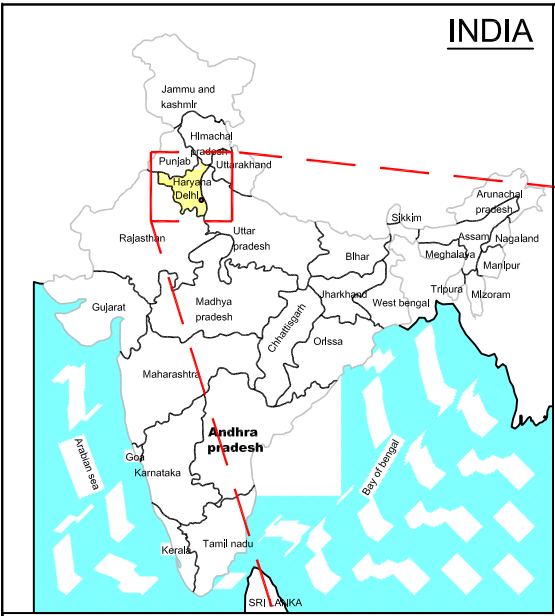 INDIA
Jammu and
kashmir
HImachal
pradesh
Punjab
Uttarakhand
Haryana
DelhI
Arunachal
pradesh
Sikkim
Rajasthan
Uttar
pradesh
Assam
Nagaland
BIhar
Meghalaya
ManIpur
TrIpura
MIzoram
Gujarat
Madhya
pradesh
Jharkhand
West bengal
Chhattisgarh
OrIssa
Maharashtra
Andhra
pradesh
Arabian sea
Bay of bengal
Goa
Karnataka
Kerala
Tamil nadu
SRI LANKA